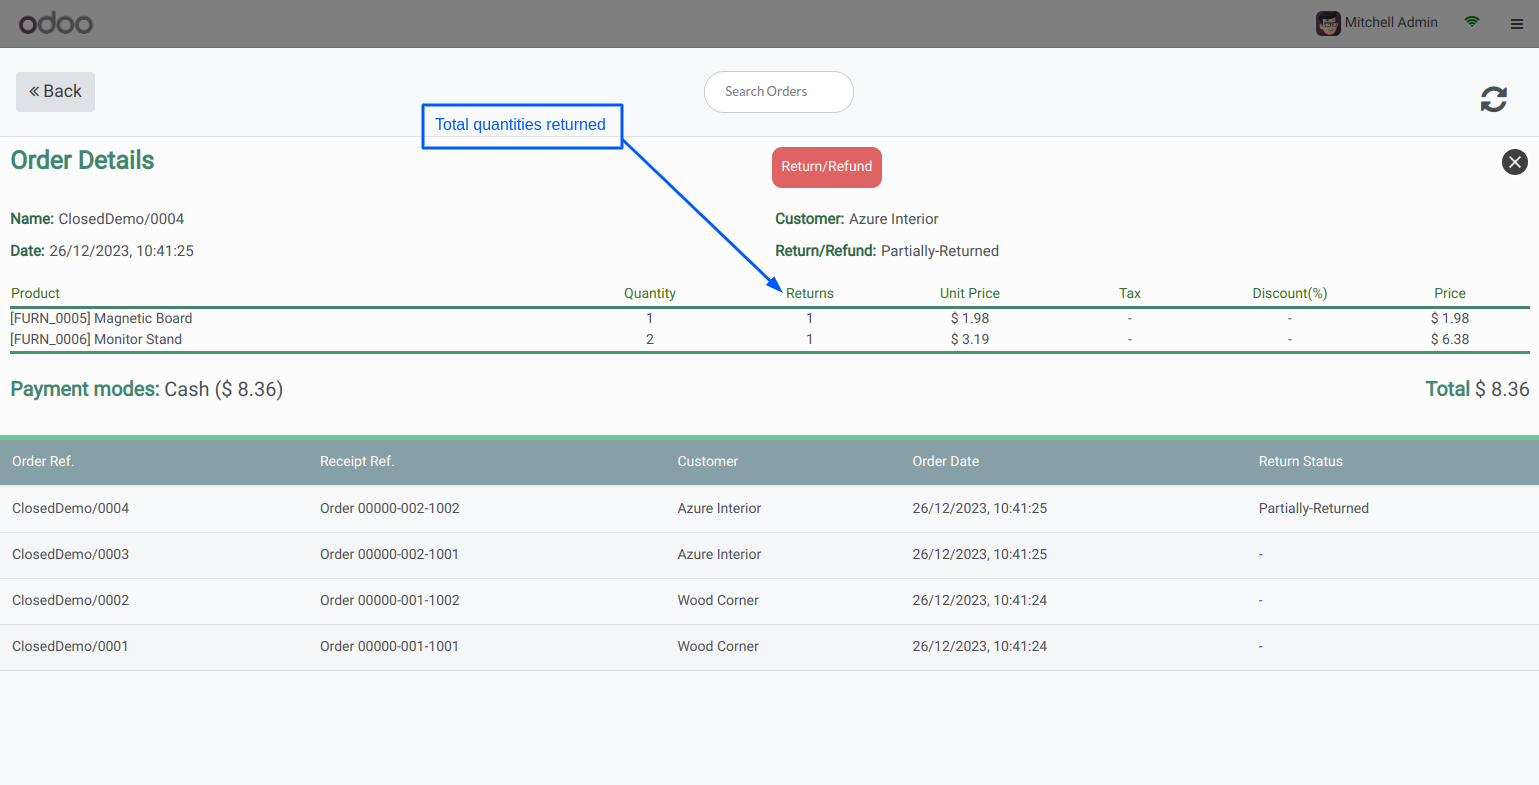 odoo
Mitchell Admin
« Back
Search Orders
Total quantities returned
Order Details
Return/Refund
Name: ClosedDemo/0004
Customer: Azure Interior
Date: 26/12/2023, 10:41:25
Return/Refund: Partially-Returned
Product Quantity Returns Unit Price Tax Discount(%) Price
[FURN_0005] Magnetic Board 1 1 $ 1.98 - - $ 1.98
[FURN_0006] Monitor Stand 2 1 $ 3.19 - - $ 6.38
Payment modes: Cash ($ 8.36)
Total $ 8.36
Order Ref. Receipt Ref. Customer Order Date Return Status
ClosedDemo/0004 Order 00000-002-1002 Azure Interior 26/12/2023, 10:41:25 Partially-Returned
ClosedDemo/0003 Order 00000-002-1001 Azure Interior 26/12/2023, 10:41:25 -
ClosedDemo/0002 Order 00000-001-1002 Wood Corner 26/12/2023, 10:41:24 -
ClosedDemo/0001 Order 00000-001-1001 Wood Corner 26/12/2023, 10:41:24 -